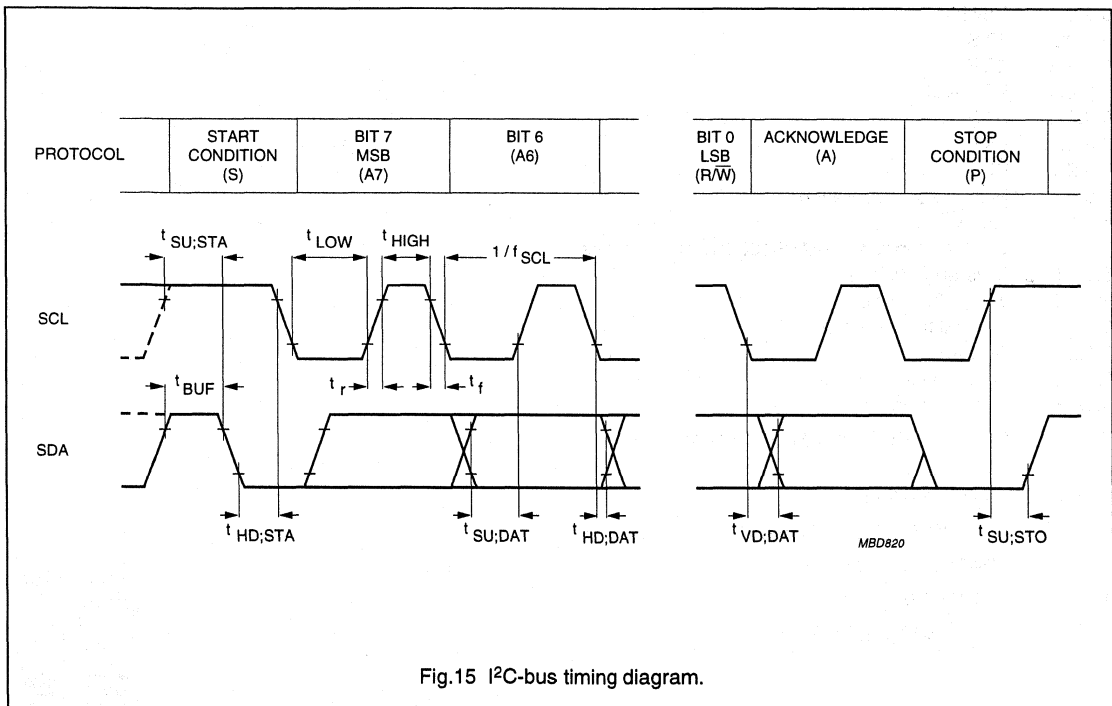 PROTOCOL
START
CONDITION
(S)
BIT 7
MSB
(A7)
BIT 6
(A6)
BIT 0
LSB
(R/W̅)
ACKNOWLEDGE
(A)
STOP
CONDITION
(P)
t SU;STA
t LOW
t HIGH
1 / f SCL
SCL
t BUF
t r
t f
SDA
t HD;STA
t SU;DAT
t HD;DAT
t VD;DAT
MBD820
t SU;STO
Fig.15 I²C-bus timing diagram.